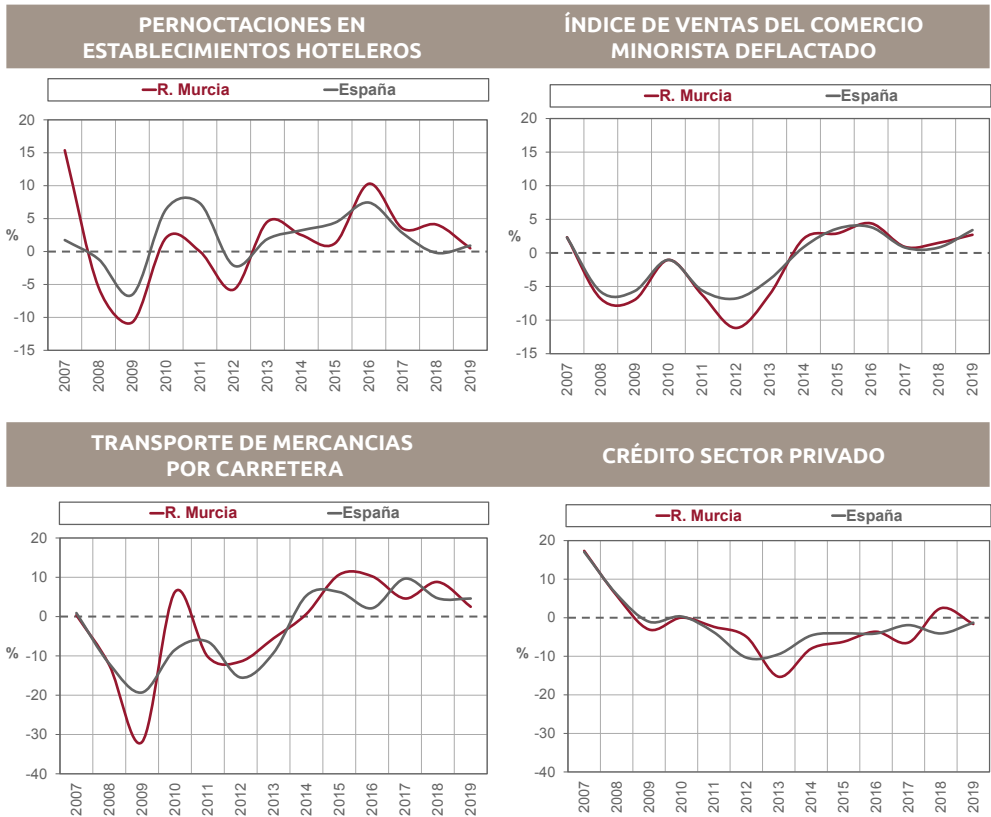 PERNOCTACIONES EN
ESTABLECIMIENTOS HOTELEROS
R. Murcia España
20
15
10
5
0
-5
-10
-15
%
2007 2008 2009 2010 2011 2012 2013 2014 2015 2016 2017 2018 2019
ÍNDICE DE VENTAS DEL COMERCIO
MINORISTA DEFLACTADO
R. Murcia España
20
15
10
5
0
-5
-10
-15
%
2007 2008 2009 2010 2011 2012 2013 2014 2015 2016 2017 2018 2019
TRANSPORTE DE MERCANCIAS
POR CARRETERA
R. Murcia España
20
10
0
-10
-20
-30
-40
%
2007 2008 2009 2010 2011 2012 2013 2014 2015 2016 2017 2018 2019
CRÉDITO SECTOR PRIVADO
R. Murcia España
20
10
0
-10
-20
-30
-40
%
2007 2008 2009 2010 2011 2012 2013 2014 2015 2016 2017 2018 2019